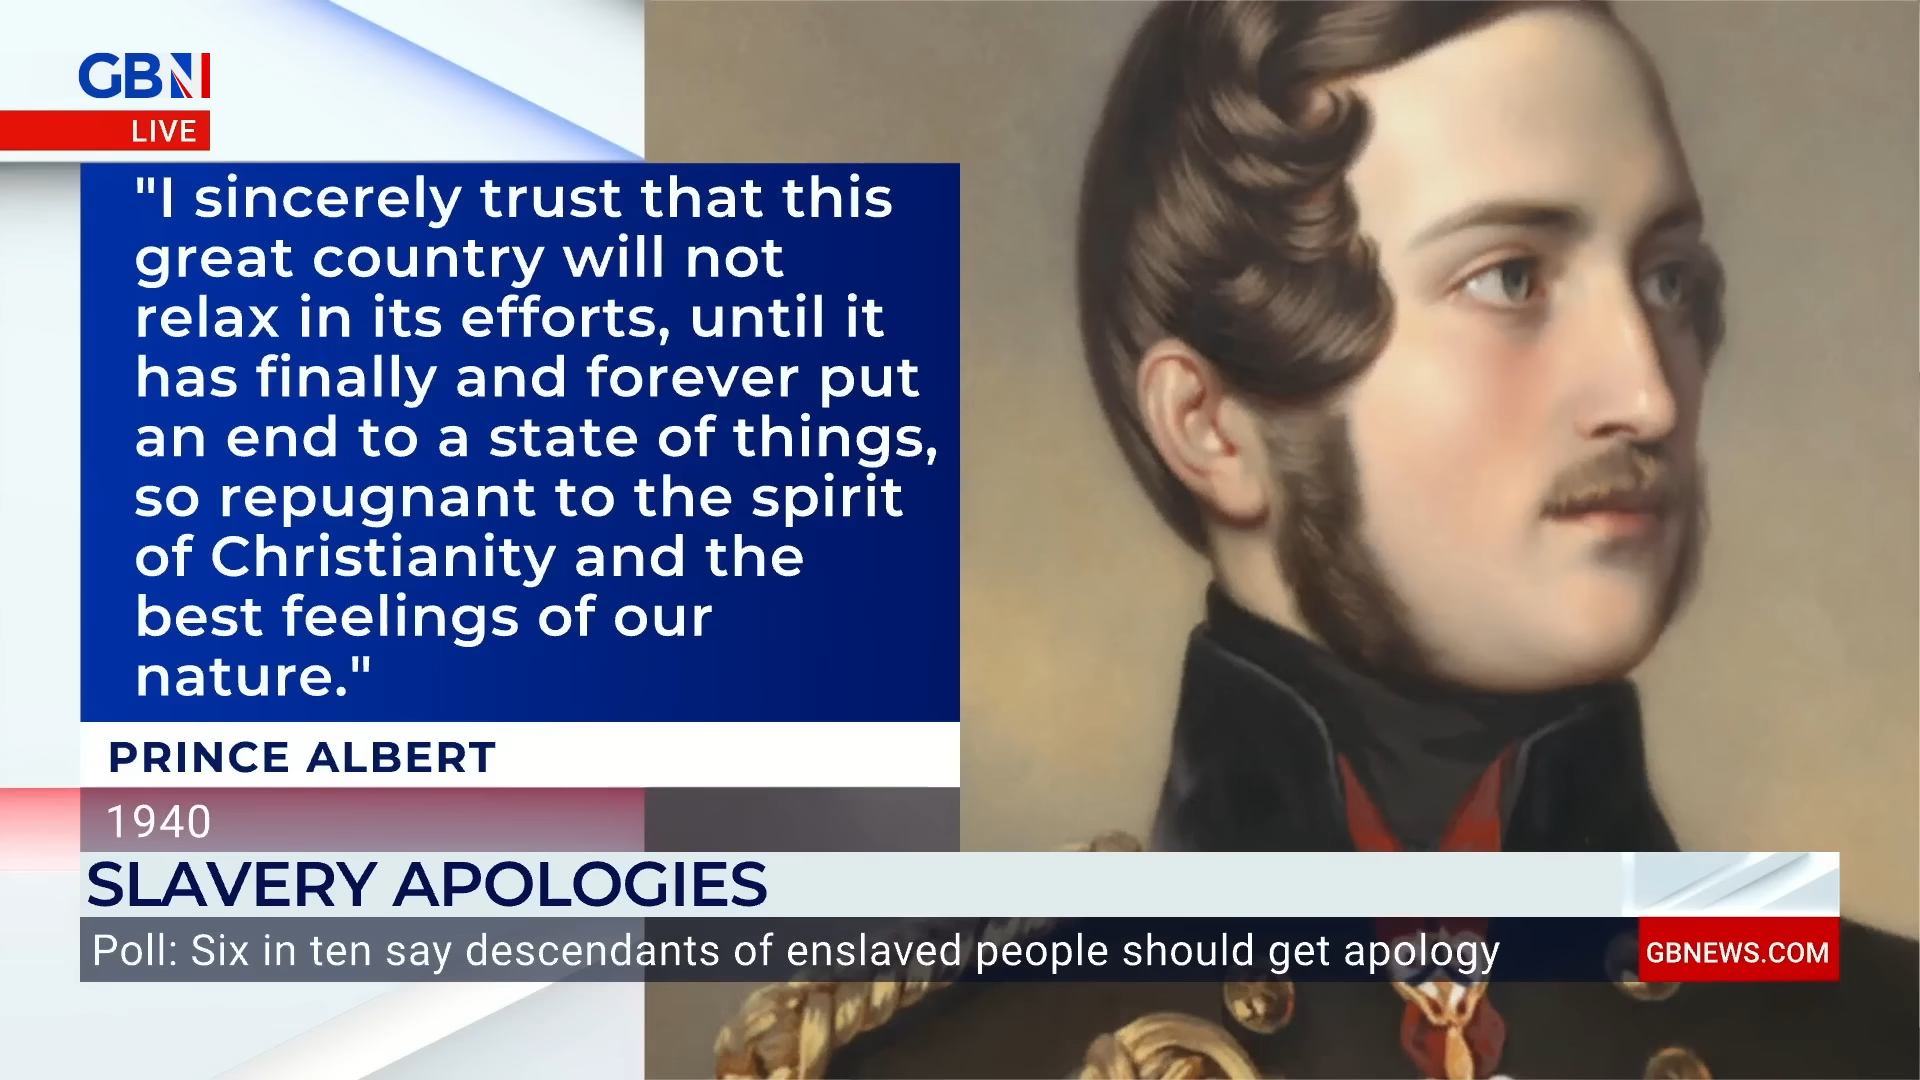 GBN
LIVE
"I sincerely trust that this
great country will not
relax in its efforts, until it
has finally and forever put
an end to a state of things,
so repugnant to the spirit
of Christianity and the
best feelings of our
nature."
PRINCE ALBERT
1940
SLAVERY APOLOGIES
Poll: Six in ten say descendants of enslaved people should get apology
GBNEWS.COM